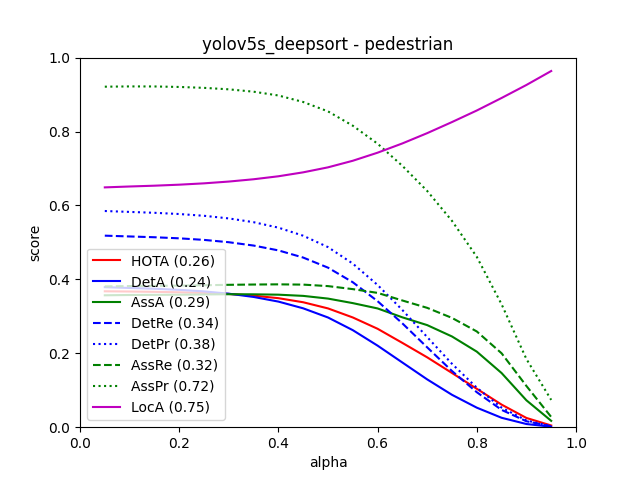 yolov5s_deepsort - pedestrian
1.0
0.8
0.6
0.4
0.2
0.0
score
HOTA (0.26)
DetA (0.24)
AssA (0.29)
DetRe (0.34)
DetPr (0.38)
AssRe (0.32)
AssPr (0.72)
LocA (0.75)
0.0 0.2 0.4 0.6 0.8 1.0
alpha